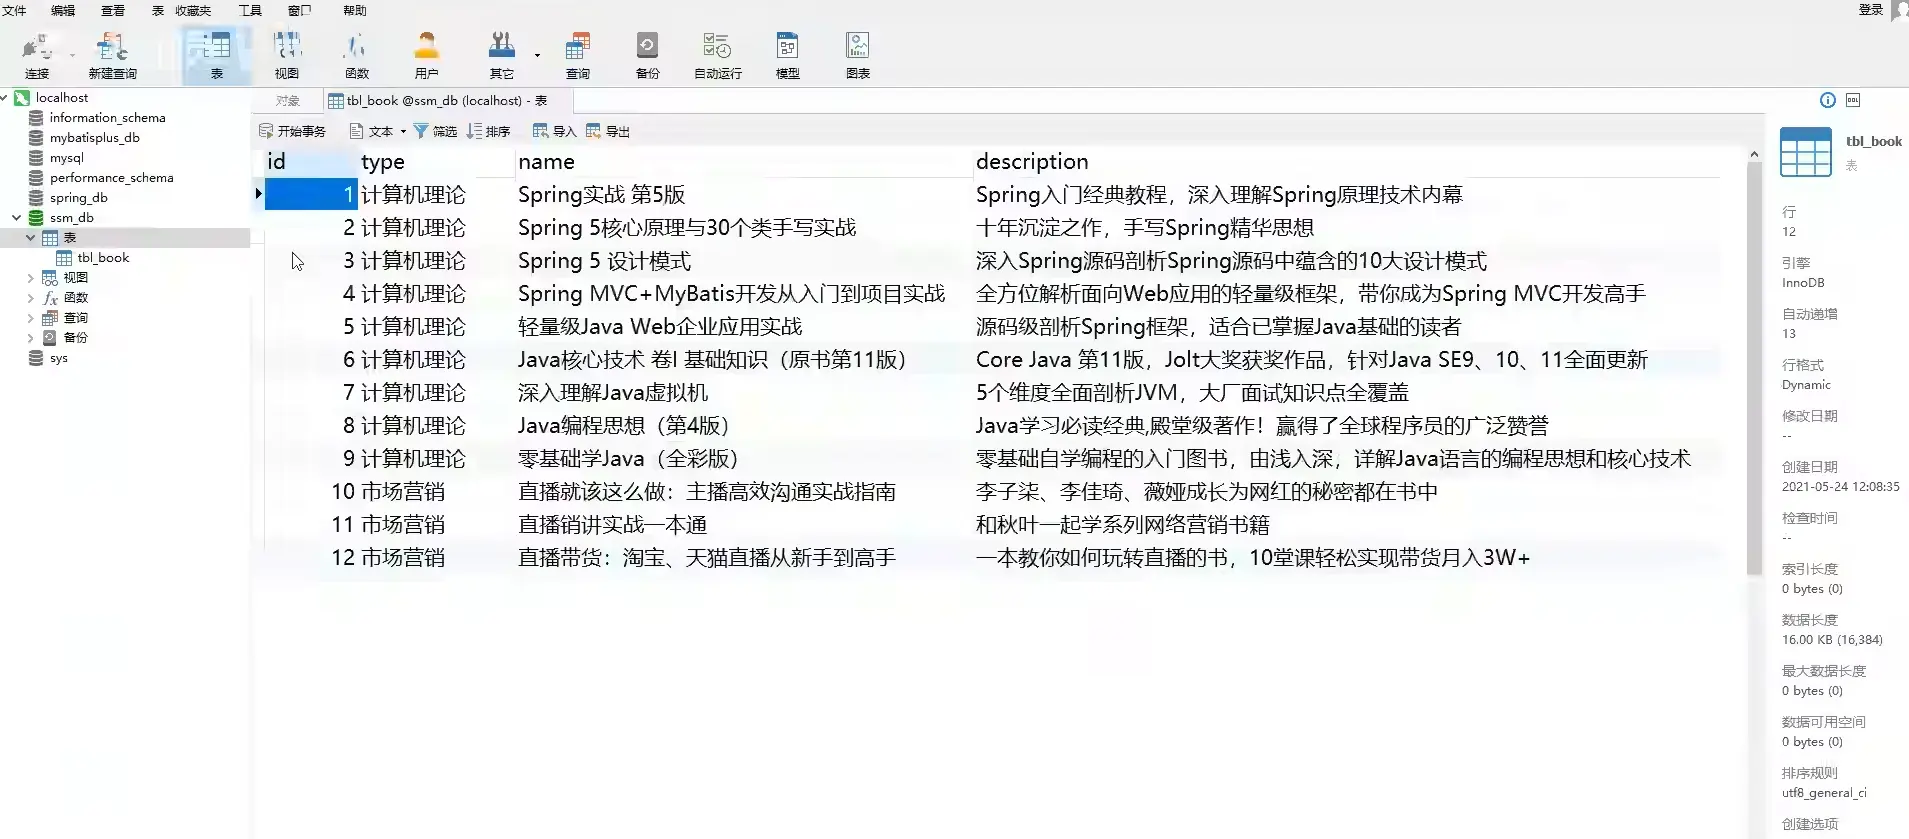 文件 编辑 查看 表 收藏夹 工具 窗口 帮助 登录
连接 新建查询 表 视图 函数 用户 其它 查询 备份 自动运行 模型 图表
localhost
information_schema
mybatisplus_db
mysql
performance_schema
spring_db
ssm_db
表
tbl_book
视图
函数
查询
备份
sys
对象 tbl_book @ssm_db (localhost) - 表
开始事务 文本 筛选 排序 导入 导出
id type name description
1 计算机理论 Spring实战 第5版 Spring入门经典教程，深入理解Spring原理技术内幕
2 计算机理论 Spring 5核心原理与30个类手写实战 十年沉淀之作，手写Spring精华思想
3 计算机理论 Spring 5 设计模式 深入Spring源码剖析Spring源码中蕴含的10大设计模式
4 计算机理论 Spring MVC+MyBatis开发从入门到项目实战 全方位解析面向Web应用的轻量级框架，带你成为Spring MVC开发高手
5 计算机理论 轻量级Java Web企业应用实战 源码级剖析Spring框架，适合已掌握Java基础的读者
6 计算机理论 Java核心技术 卷I 基础知识（原书第11版） Core Java 第11版，Jolt大奖获奖作品，针对Java SE9、10、11全面更新
7 计算机理论 深入理解Java虚拟机 5个维度全面剖析JVM，大厂面试知识点全覆盖
8 计算机理论 Java编程思想（第4版） Java学习必读经典,殿堂级著作！赢得了全球程序员的广泛赞誉
9 计算机理论 零基础学Java（全彩版） 零基础自学编程的入门图书，由浅入深，详解Java语言的编程思想和核心技术
10 市场营销 直播就该这么做：主播高效沟通实战指南 李子柒、李佳琦、薇娅成长为网红的秘密都在书中
11 市场营销 直播销讲实战一本通 和秋叶一起学系列网络营销书籍
12 市场营销 直播带货：淘宝、天猫直播从新手到高手 一本教你如何玩转直播的书，10堂课轻松实现带货月入3W+
tbl_book
表
行
12
引擎
InnoDB
自动递增
13
行格式
Dynamic
修改日期
--
创建日期
2021-05-24 12:08:35
检查时间
--
索引长度
0 bytes (0)
数据长度
16.00 KB (16,384)
最大数据长度
0 bytes (0)
数据可用空间
0 bytes (0)
排序规则
utf8_general_ci
创建选项